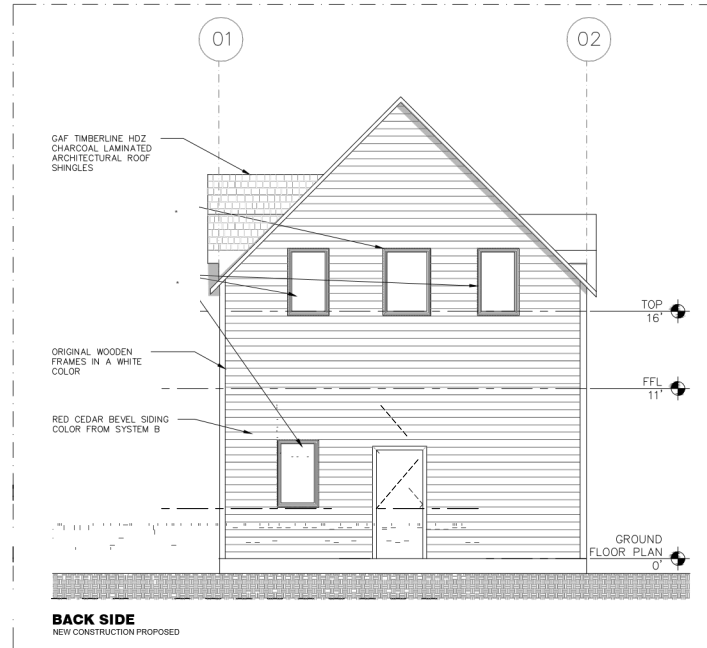 01
02
GAF TIMBERLINE HDZ
CHARCOAL LAMINATED
ARCHITECTURAL ROOF
SHINGLES
*
*
TOP
16'
ORIGINAL WOODEN
FRAMES IN A WHITE
COLOR
FFL
11'
RED CEDAR BEVEL SIDING
COLOR FROM SYSTEM B
GROUND
FLOOR PLAN
0'
BACK SIDE
NEW CONSTRUCTION PROPOSED